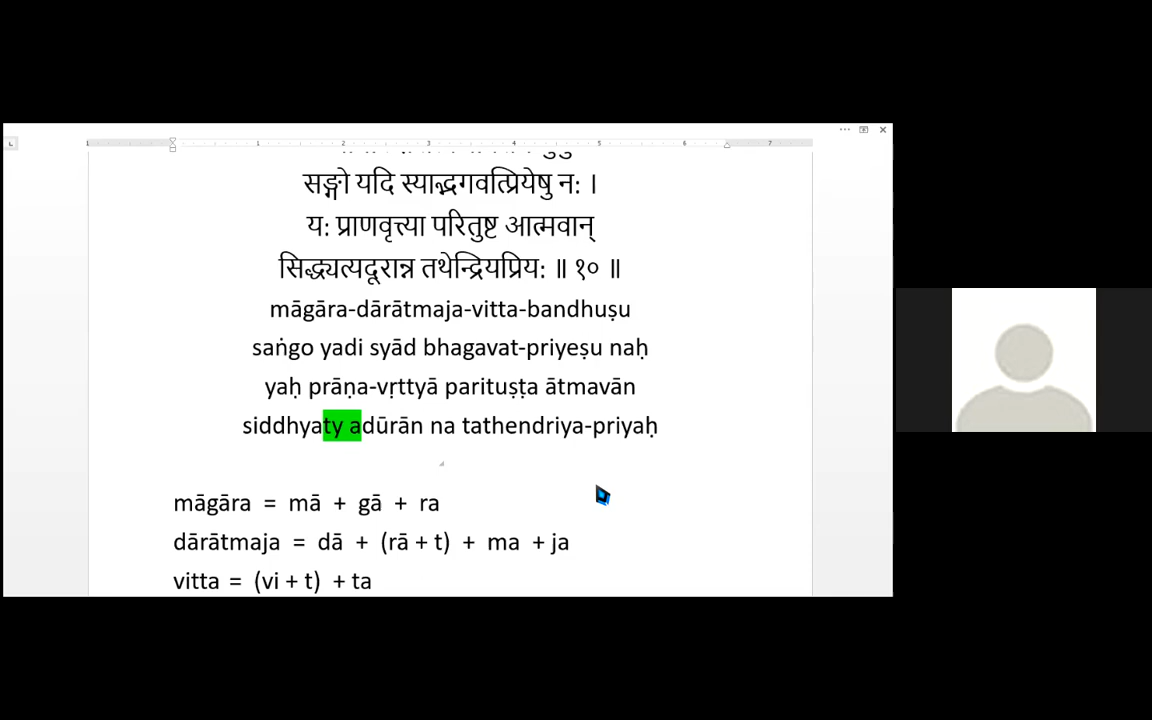 सङ्गो यदि स्याद्भगवत्प्रियेषु न: ।
य: प्राणवृत्त्या परितुष्ट आत्मवान्
सिद्ध्यत्यदूरान्न तथेन्द्रियप्रिय: ॥ १० ॥
māgāra-dārātmaja-vitta-bandhuṣu
saṅgo yadi syād bhagavat-priyeṣu naḥ
yaḥ prāṇa-vṛttyā parituṣṭa ātmavān
siddhyaty adūrān na tathendriya-priyaḥ
māgāra = mā + gā + ra
dārātmaja = dā + (rā + t) + ma + ja
vitta = (vi + t) + ta